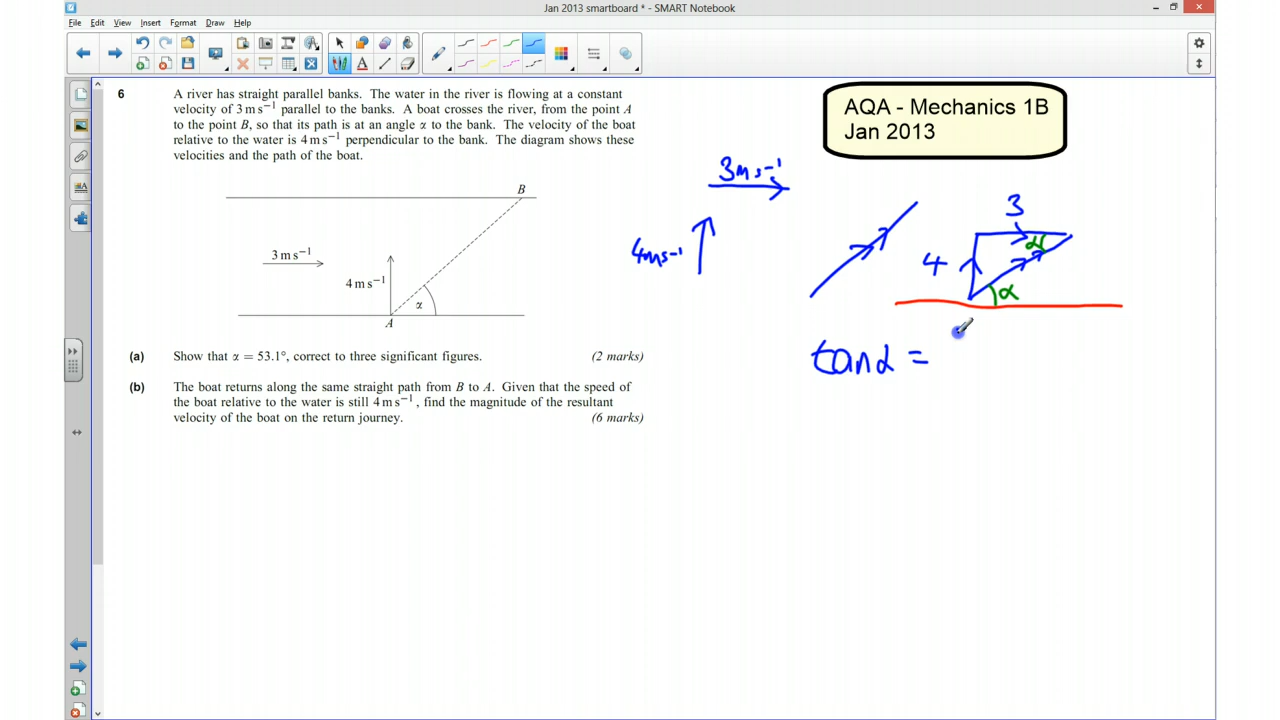 Jan 2013 smartboard * - SMART Notebook
File Edit View Insert Format Draw Help
6 A river has straight parallel banks. The water in the river is flowing at a constant
velocity of 3 m s⁻¹ parallel to the banks. A boat crosses the river, from the point A
to the point B, so that its path is at an angle α to the bank. The velocity of the boat
relative to the water is 4 m s⁻¹ perpendicular to the bank. The diagram shows these
velocities and the path of the boat.
B
3 m s⁻¹
4 m s⁻¹
α
A
(a) Show that α = 53.1°, correct to three significant figures. (2 marks)
(b) The boat returns along the same straight path from B to A. Given that the speed of
the boat relative to the water is still 4 m s⁻¹, find the magnitude of the resultant
velocity of the boat on the return journey. (6 marks)
AQA - Mechanics 1B
Jan 2013
3ms⁻¹
4ms⁻¹
3
4
α
α
tanα =